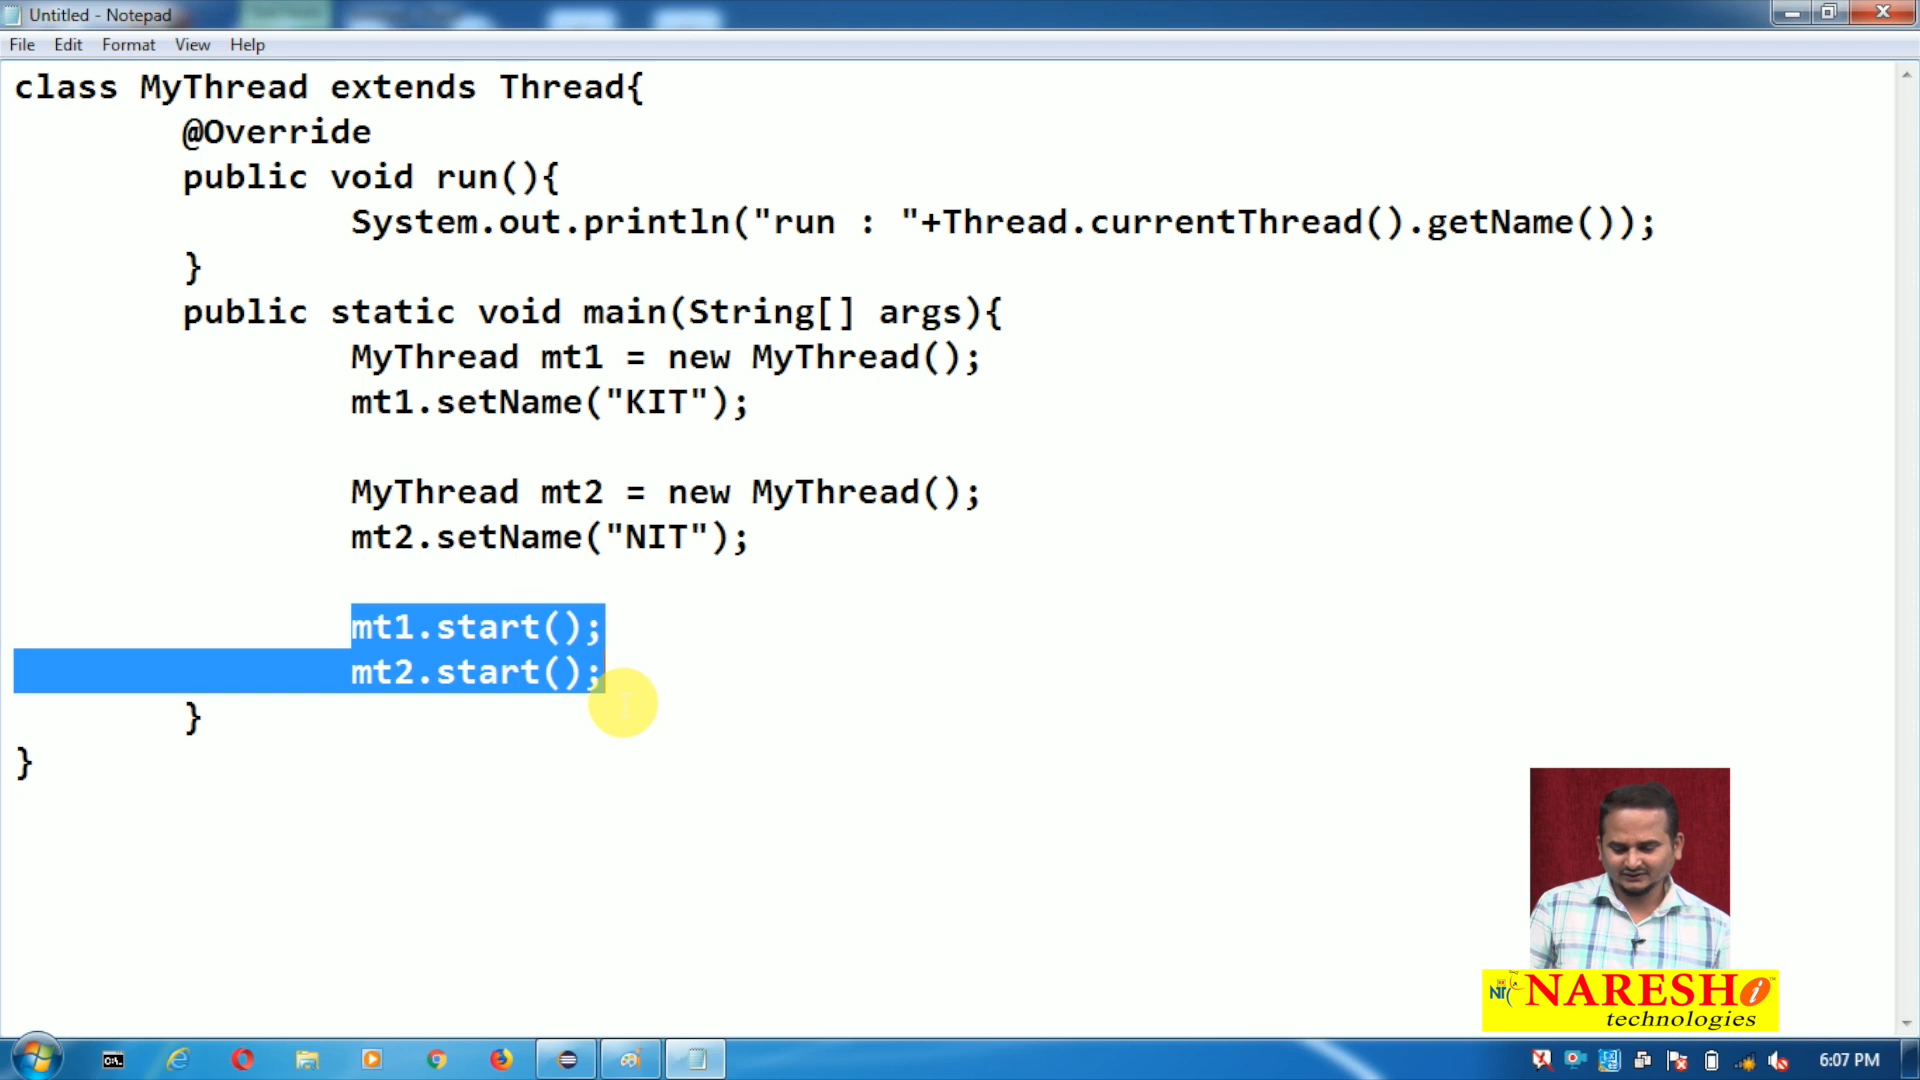 Untitled - Notepad
File Edit Format View Help
class MyThread extends Thread{
@Override
public void run(){
System.out.println("run : "+Thread.currentThread().getName());
}
public static void main(String[] args){
MyThread mt1 = new MyThread();
mt1.setName("KIT");
MyThread mt2 = new MyThread();
mt2.setName("NIT");
mt1.start();
mt2.start();
}
}
NARESH i
technologies
6:07 PM